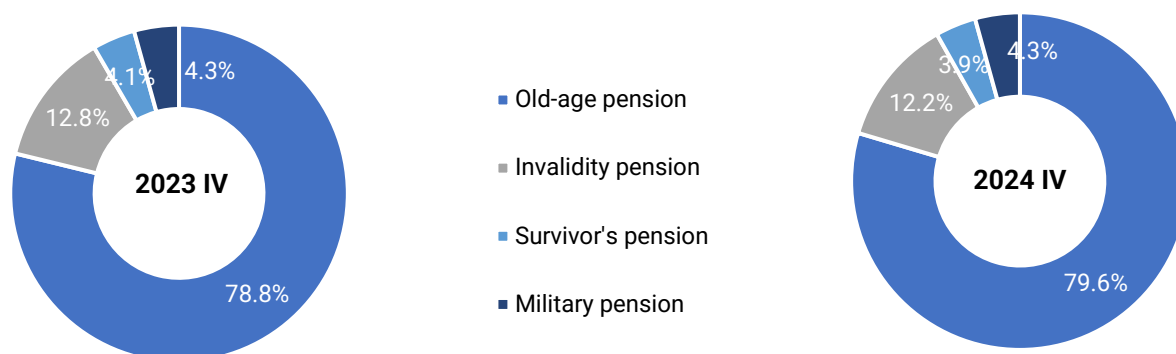 4.1%
4.3%
12.8%
2023 IV
78.8%
Old-age pension
Invalidity pension
Survivor's pension
Military pension
3.9%
4.3%
12.2%
2024 IV
79.6%